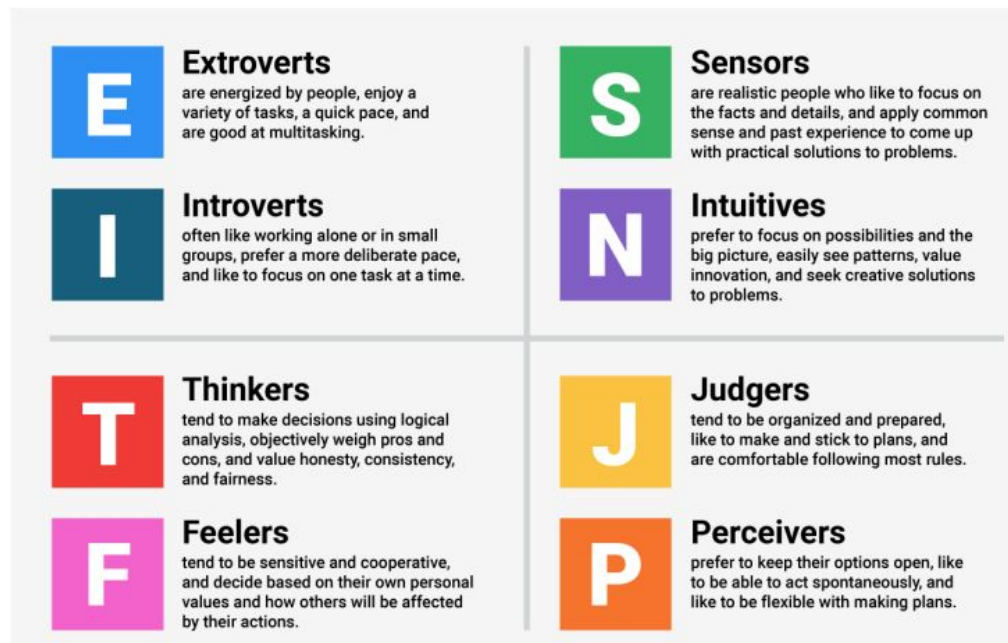 E
Extroverts
are energized by people, enjoy a
variety of tasks, a quick pace, and
are good at multitasking.
I
Introverts
often like working alone or in small
groups, prefer a more deliberate pace,
and like to focus on one task at a time.
S
Sensors
are realistic people who like to focus on
the facts and details, and apply common
sense and past experience to come up
with practical solutions to problems.
N
Intuitives
prefer to focus on possibilities and the
big picture, easily see patterns, value
innovation, and seek creative solutions
to problems.
T
Thinkers
tend to make decisions using logical
analysis, objectively weigh pros and
cons, and value honesty, consistency,
and fairness.
F
Feelers
tend to be sensitive and cooperative,
and decide based on their own personal
values and how others will be affected
by their actions.
J
Judgers
tend to be organized and prepared,
like to make and stick to plans, and
are comfortable following most rules.
P
Perceivers
prefer to keep their options open, like
to be able to act spontaneously, and
like to be flexible with making plans.